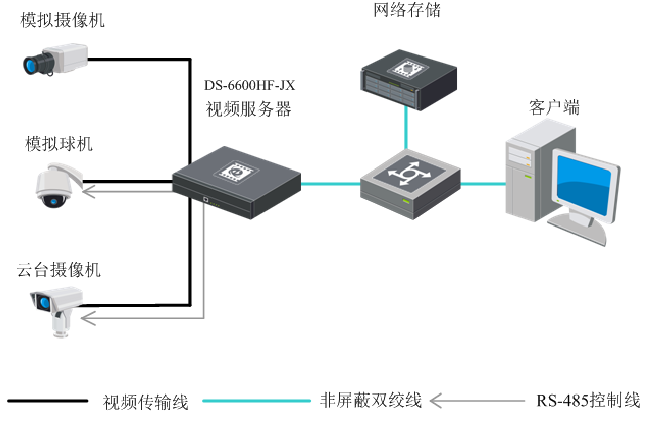 模拟摄像机
网络存储
DS-6600HF-JX
视频服务器
客户端
模拟球机
云台摄像机
视频传输线
非屏蔽双绞线
RS-485控制线